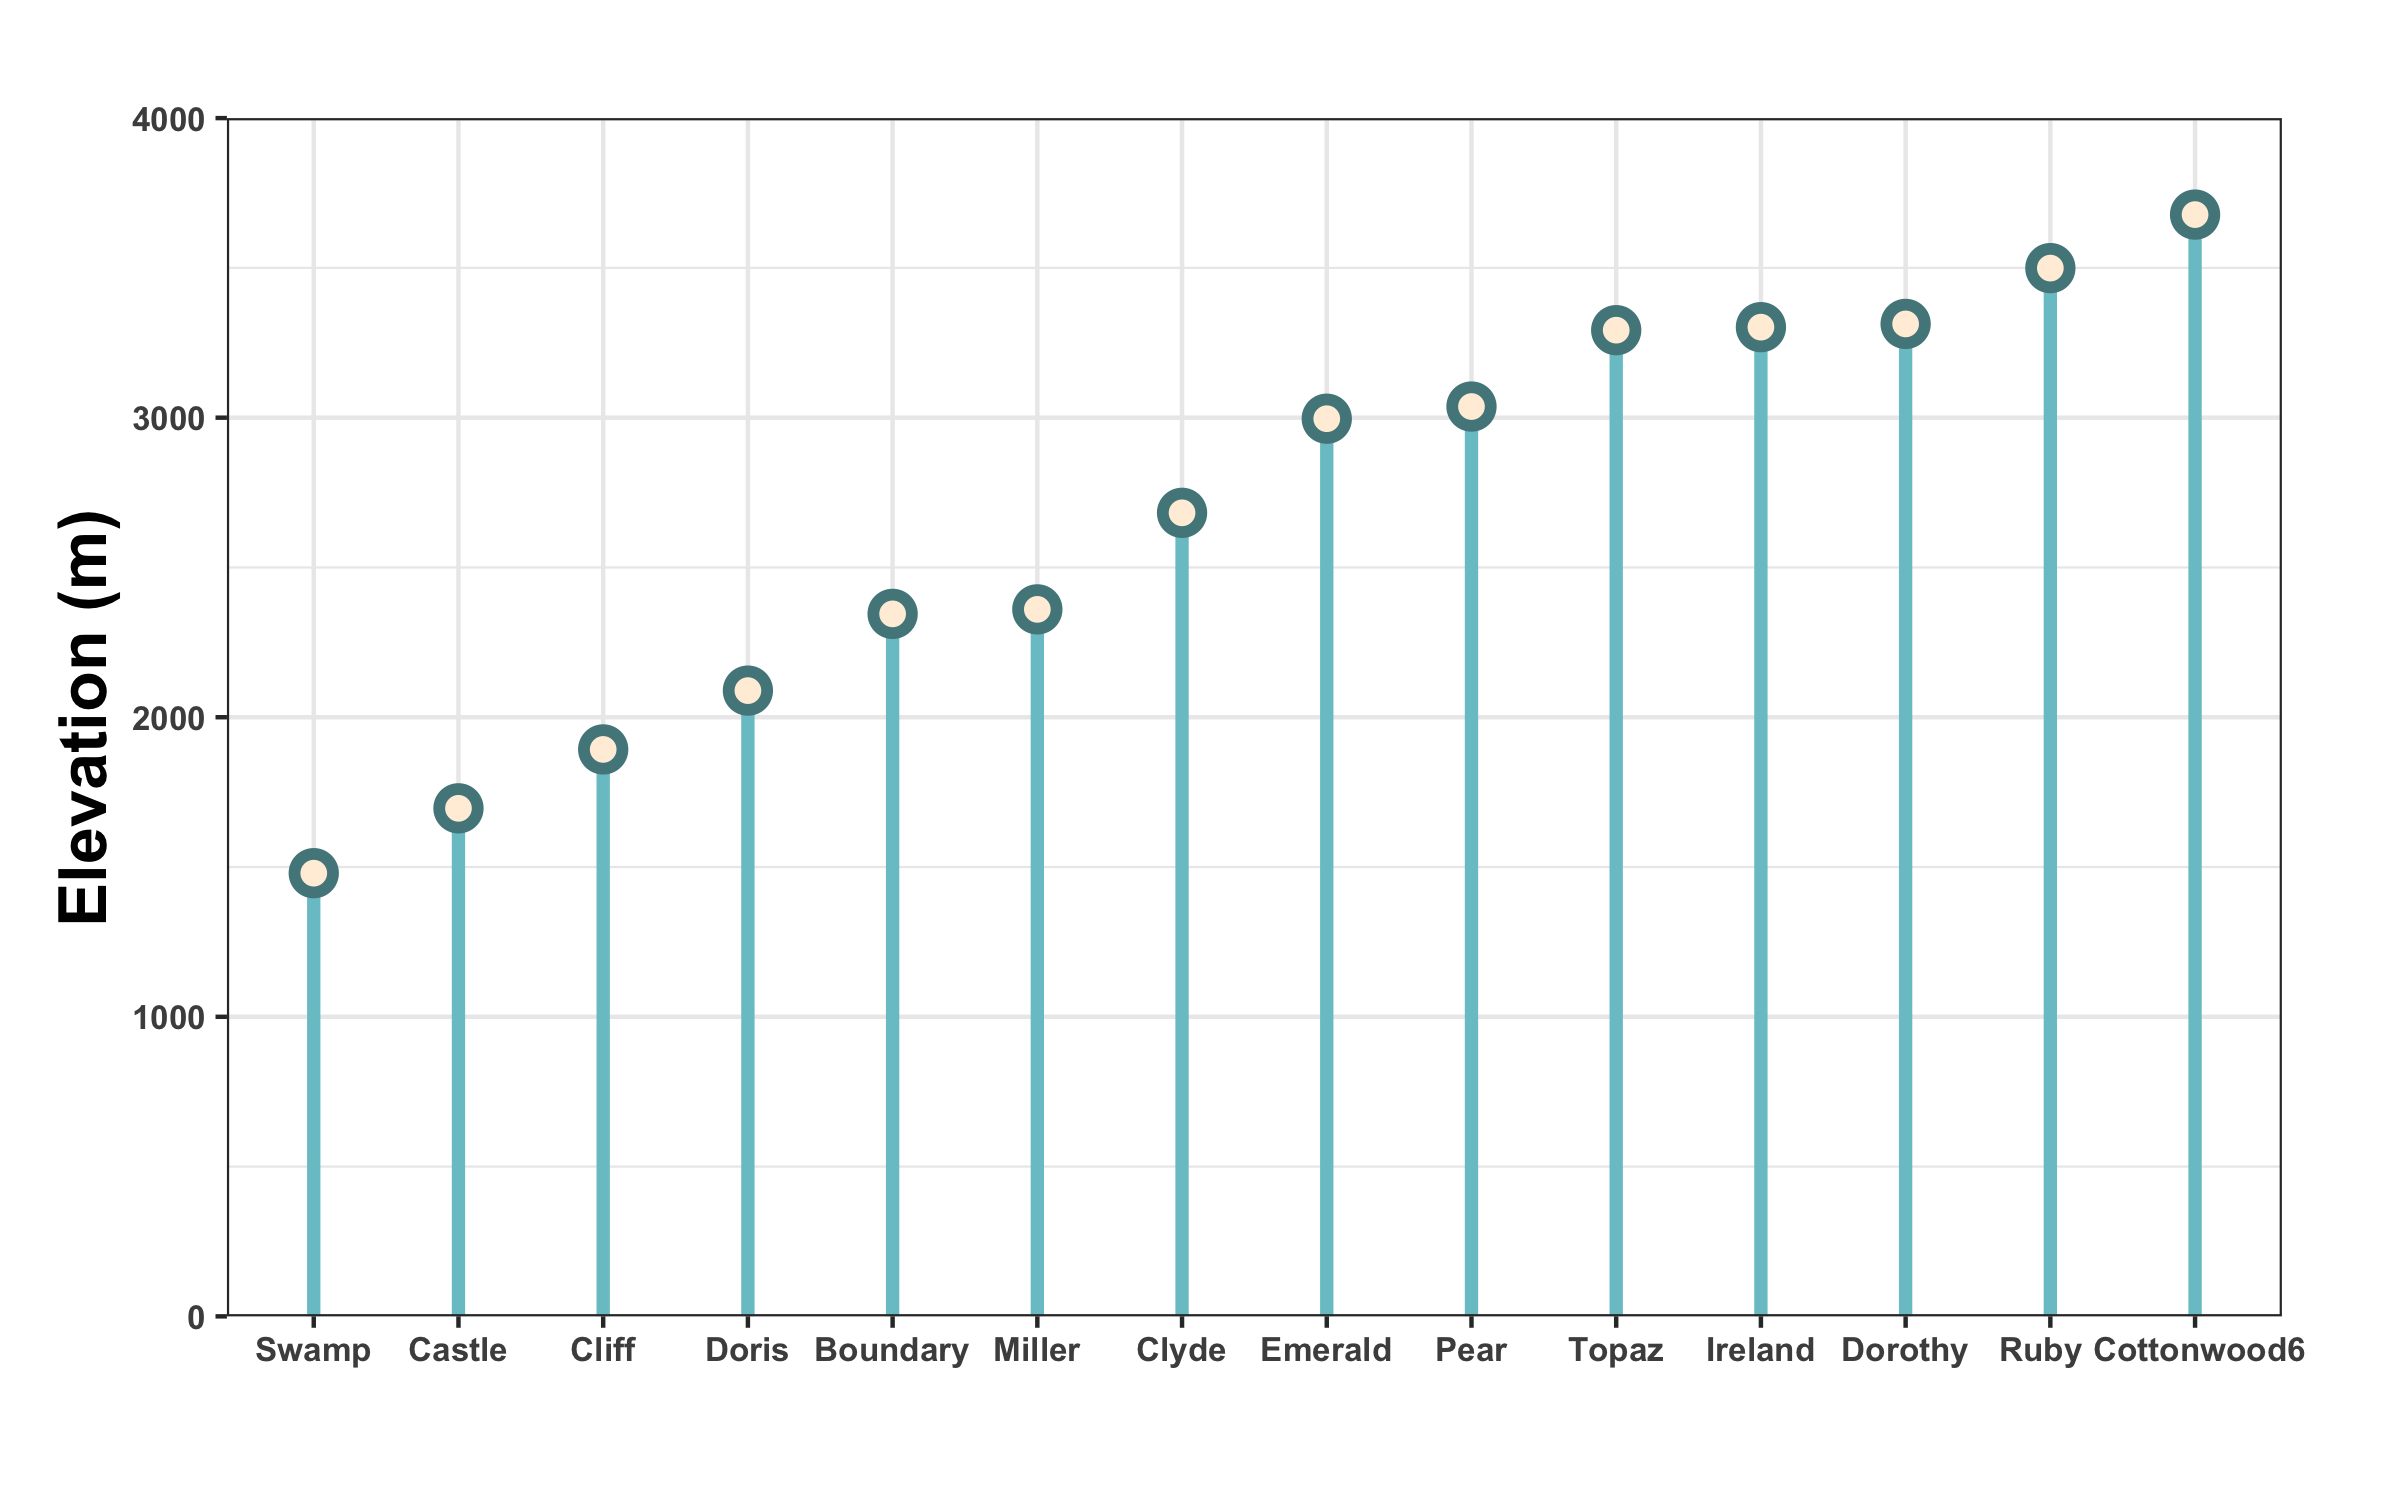 Elevation (m)
4000
3000
2000
1000
0
Swamp Castle Cliff Doris Boundary Miller Clyde Emerald Pear Topaz Ireland Dorothy Ruby Cottonwood6